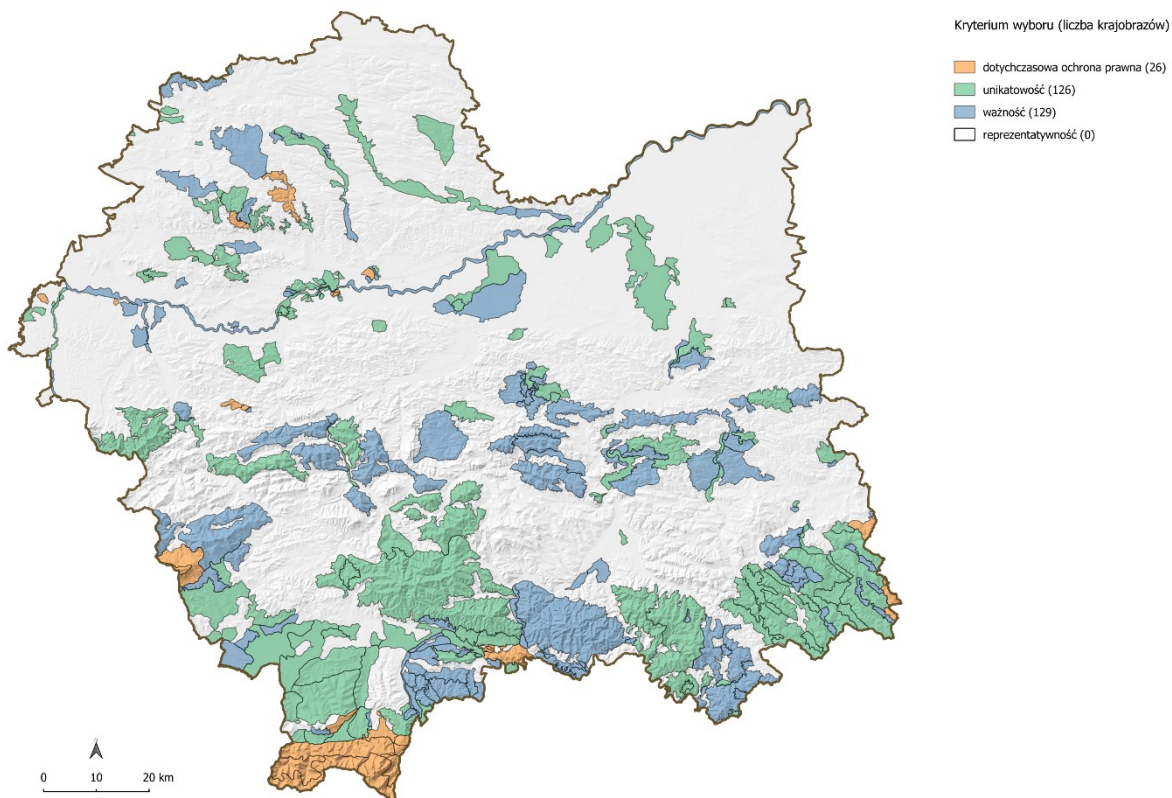 Kryterium wyboru (liczba krajobrazów)
dotychczasowa ochrona prawna (26)
unikatowość (126)
ważność (129)
reprezentatywność (0)
0 10 20 km